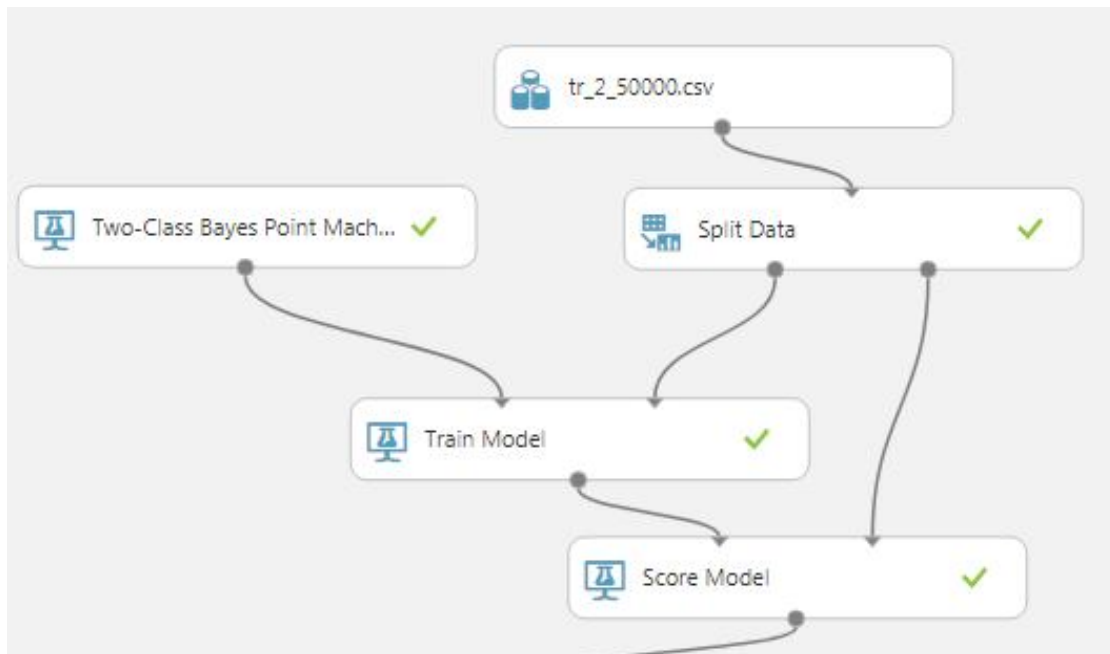 tr_2_50000.csv
Two-Class Bayes Point Mach...
Split Data
Train Model
Score Model